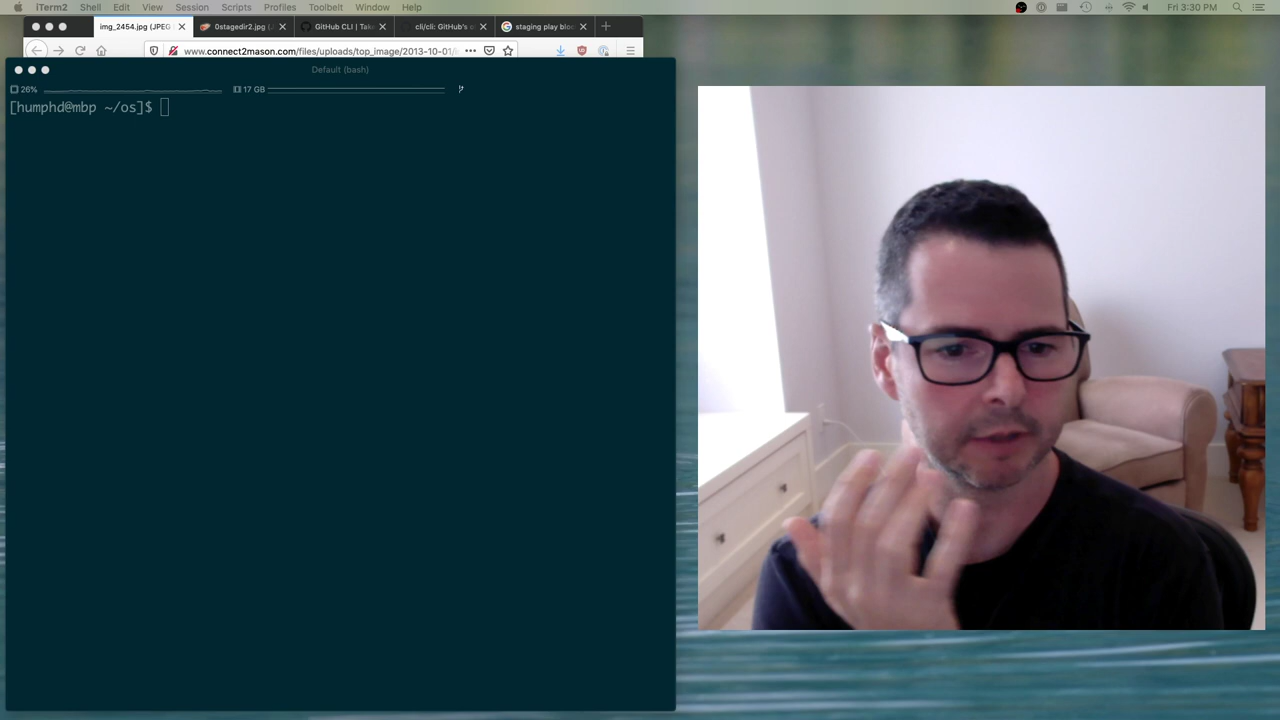 iTerm2 Shell Edit View Session Scripts Profiles Toolbelt Window Help Fri 3:30 PM
img_2454.jpg (JPEG 0stagedir2.jpg ( GitHub CLI | Take cli/cli: GitHub's c staging play bloc
www.connect2mason.com/files/uploads/top_image/2013-10-01/
Default (bash)
26% 17 GB
[humphd@mbp ~/os]$